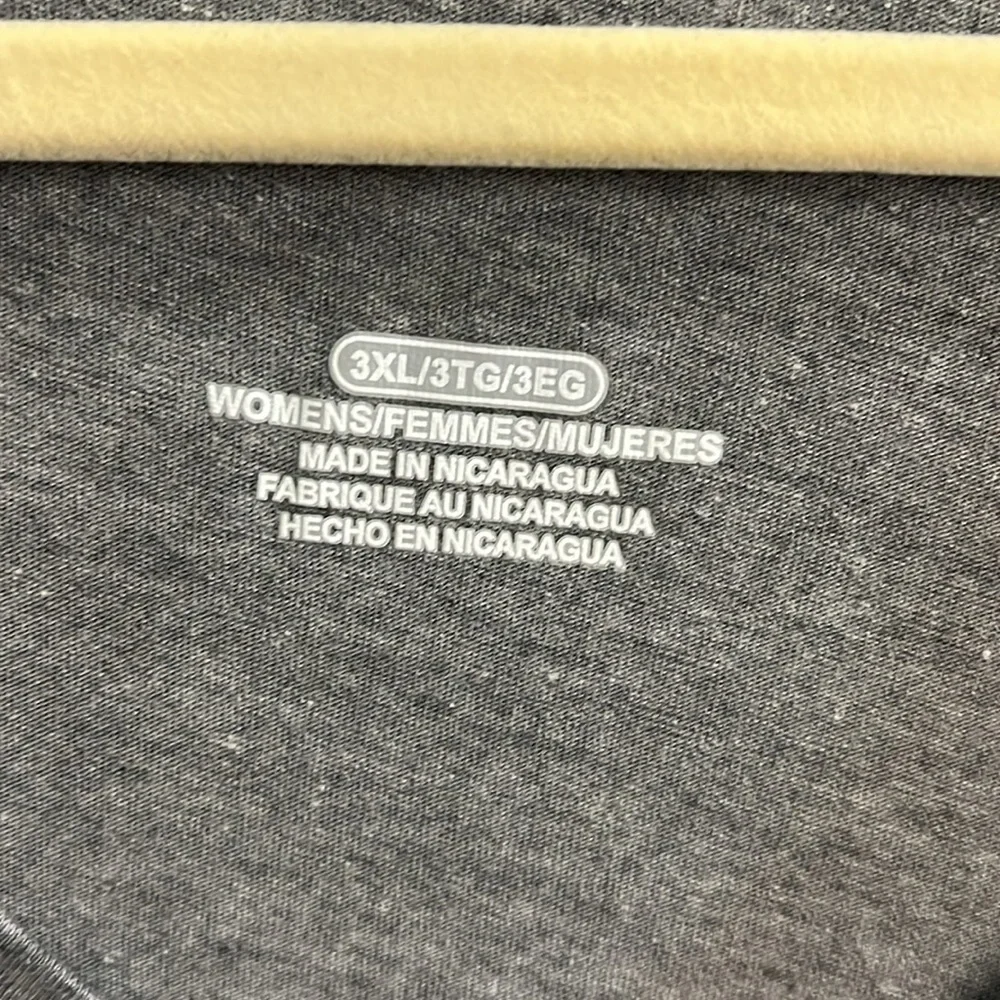 3XL/3TG/3EG
WOMENS/FEMMES/MUJERES
MADE IN NICARAGUA
FABRIQUE AU NICARAGUA
HECHO EN NICARAGUA